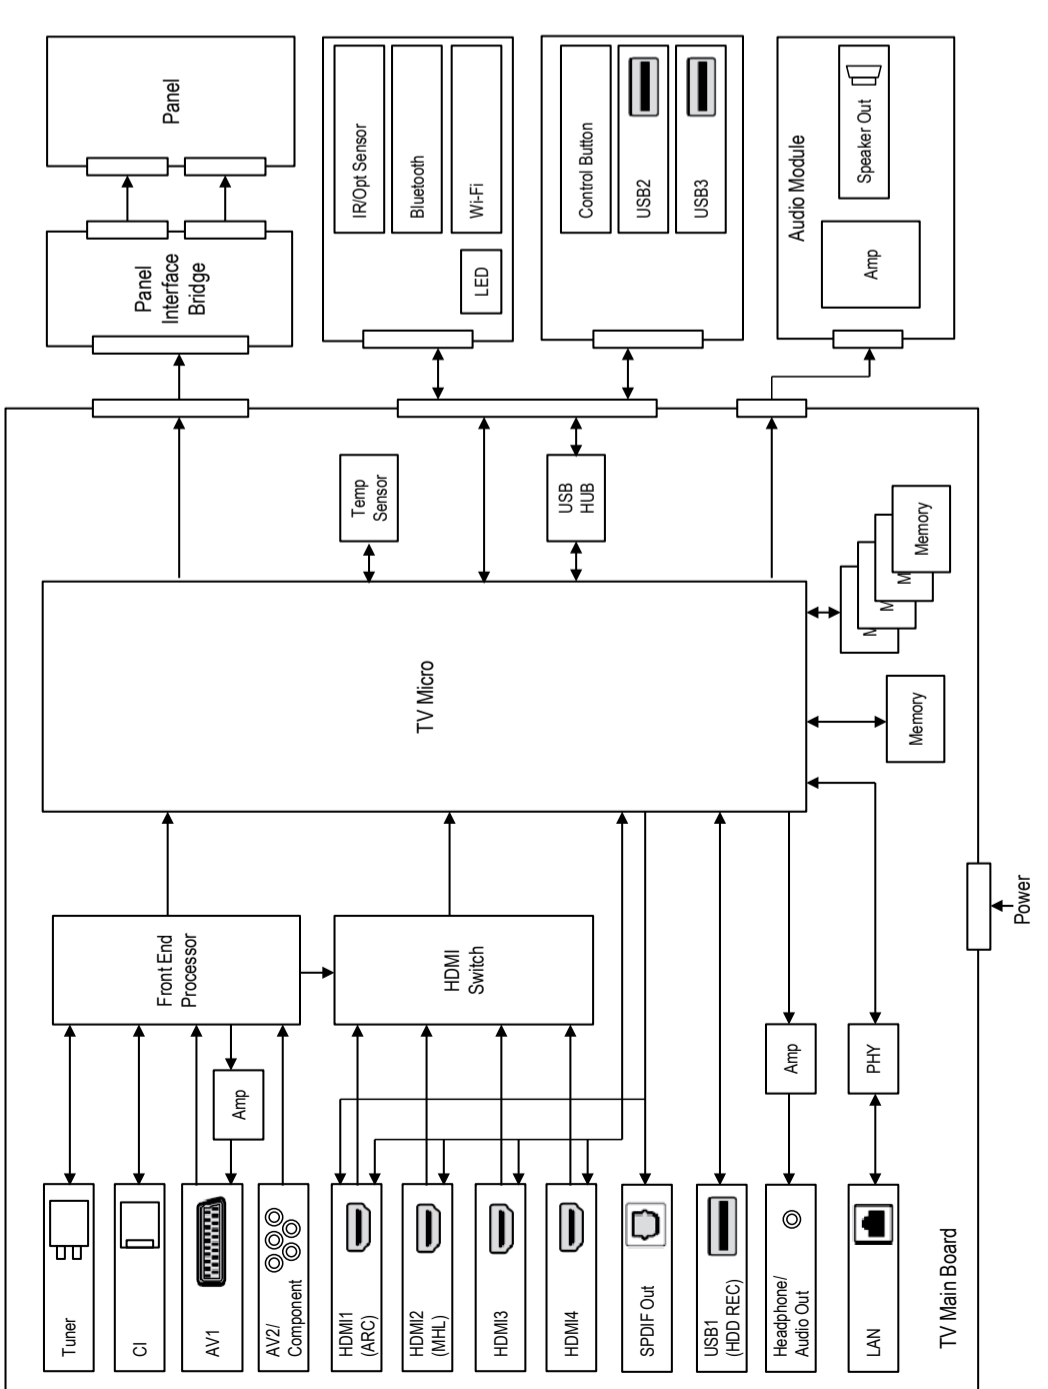 Panel
IR/Opt Sensor
Bluetooth
Wi-Fi
LED
Control Button
USB2
USB3
Audio Module
Speaker Out
Amp
Panel
Interface
Bridge
Temp
Sensor
USB
HUB
TV Micro
M
M
M
Memory
Memory
Front End
Processor
HDMI
Switch
Power
Amp
Amp
PHY
Tuner
CI
AV1
AV2/
Component
HDMI1
(ARC)
HDMI2
(MHL)
HDMI3
HDMI4
SPDIF Out
USB1
(HDD REC)
Headphone/
Audio Out
LAN
TV Main Board